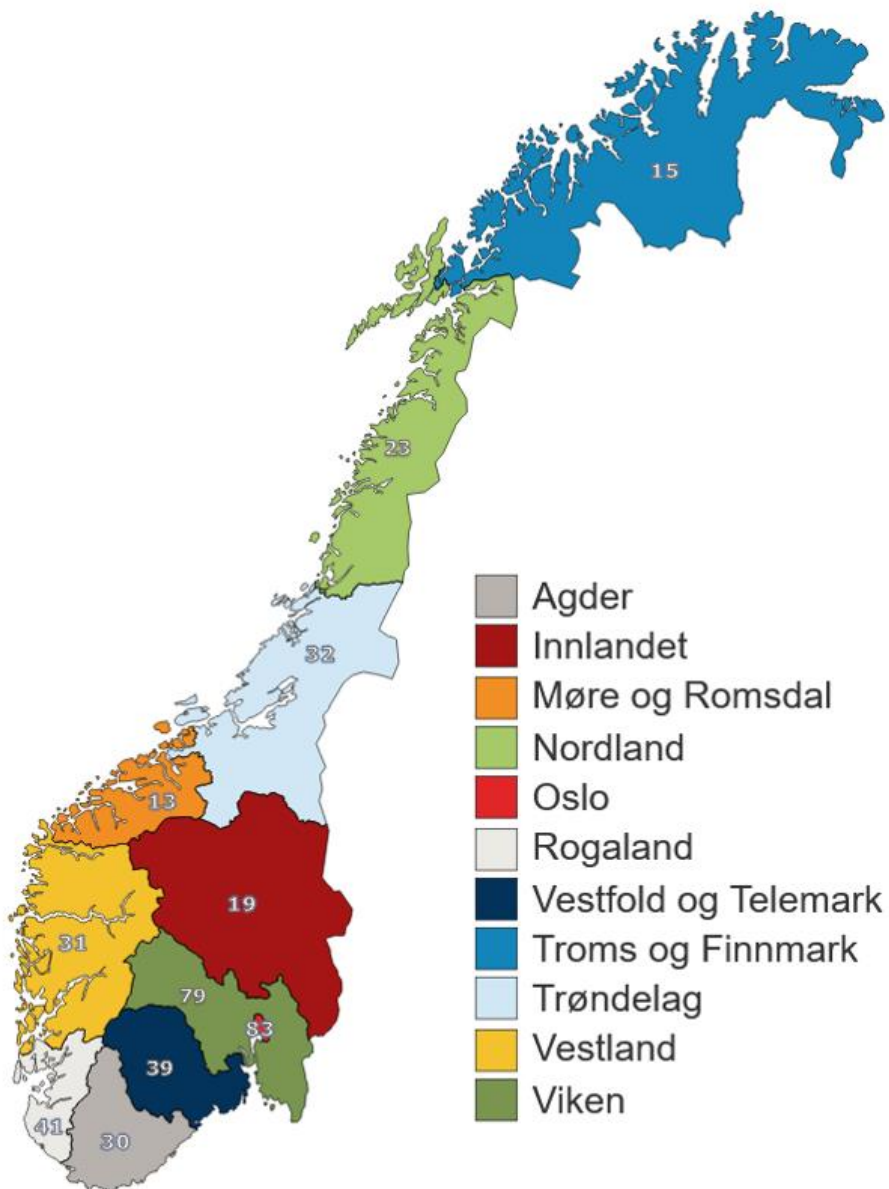 15
23
32
13
19
31
79
83
39
41
30
Agder
Innlandet
Møre og Romsdal
Nordland
Oslo
Rogaland
Vestfold og Telemark
Troms og Finnmark
Trøndelag
Vestland
Viken